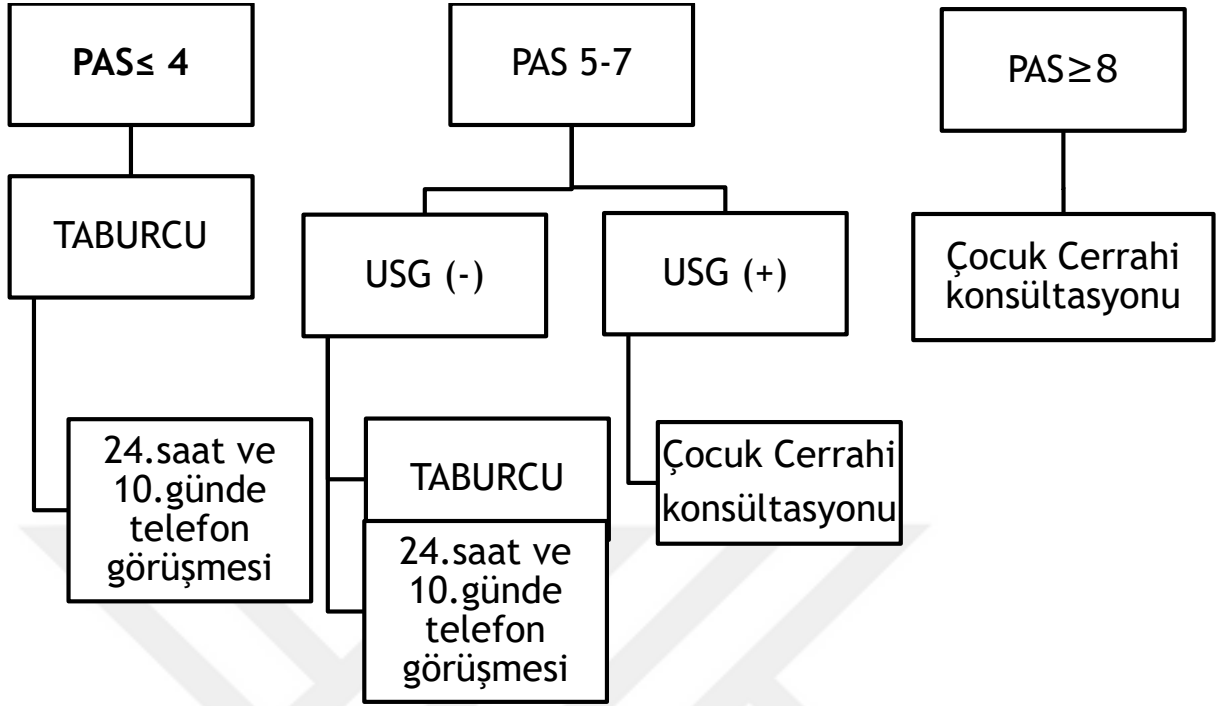 PAS≤ 4
PAS 5-7
PAS≥8
TABURCU
USG (-)
USG (+)
Çocuk Cerrahi
konsültasyonu
24.saat ve
10.günde
telefon
görüşmesi
TABURCU
24.saat ve
10.günde
telefon
görüşmesi
Çocuk Cerrahi
konsültasyonu